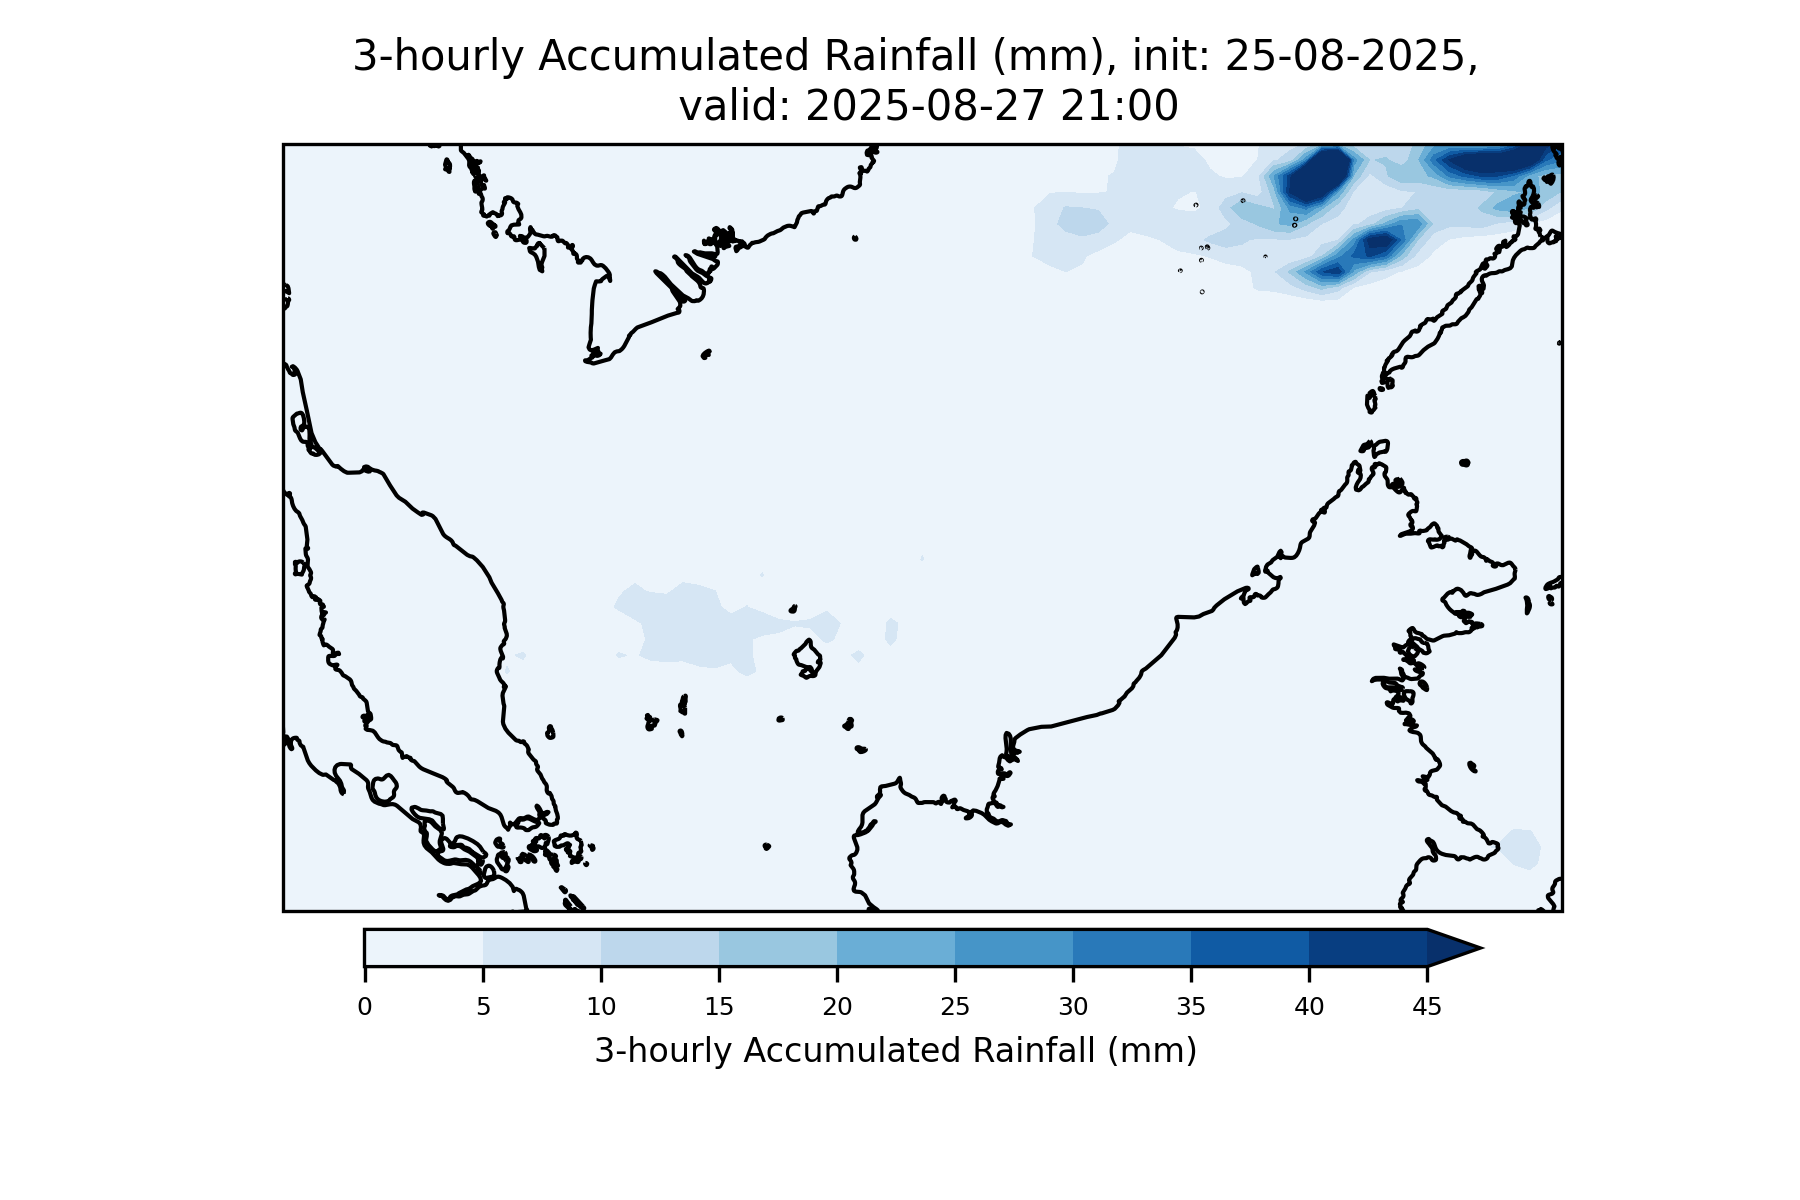 3-hourly Accumulated Rainfall (mm), init: 25-08-2025,
valid: 2025-08-27 21:00
0 5 10 15 20 25 30 35 40 45
3-hourly Accumulated Rainfall (mm)